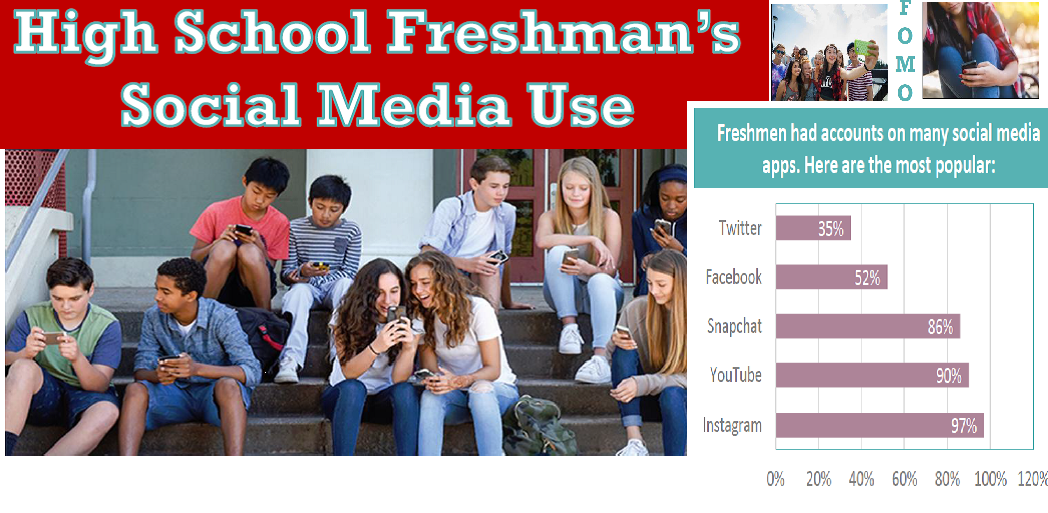 High School Freshman's
Social Media Use
F
O
M
O
Freshmen had accounts on many social media
apps. Here are the most popular:
Twitter 35%
Facebook 52%
Snapchat 86%
YouTube 90%
Instagram 97%
0% 20% 40% 60% 80% 100% 120%